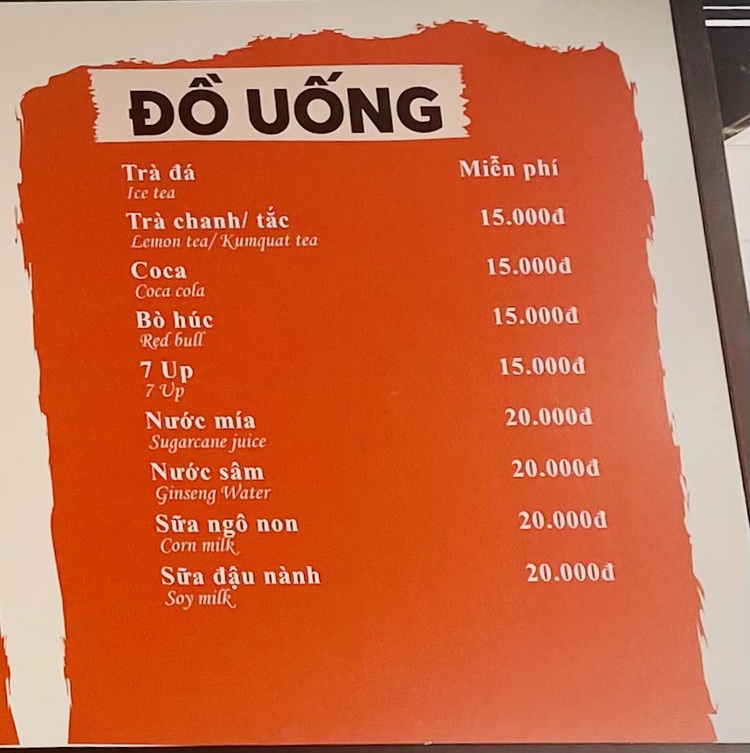 ĐỒ UỐNG
Trà đá Miễn phí
Ice tea
Trà chanh/ tắc 15.000đ
Lemon tea/ Kumquat tea
Coca 15.000đ
Coca cola
Bò húc 15.000đ
Red bull
7 Up 15.000đ
7 Up
Nước mía 20.000đ
Sugarcane juice
Nước sâm 20.000đ
Ginseng Water
Sữa ngô non 20.000đ
Corn milk
Sữa đậu nành 20.000đ
Soy milk